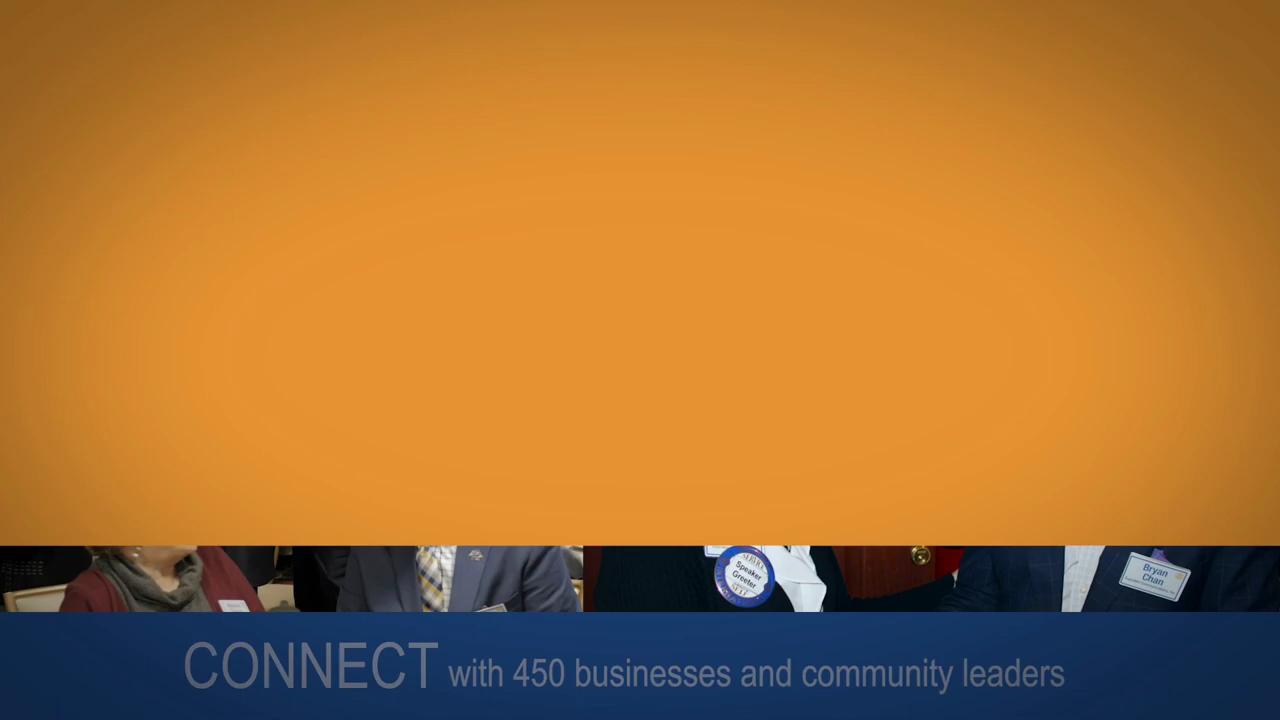 Speaker
Greeter
Bryan
Chan
CONNECT with 450 businesses and community leaders